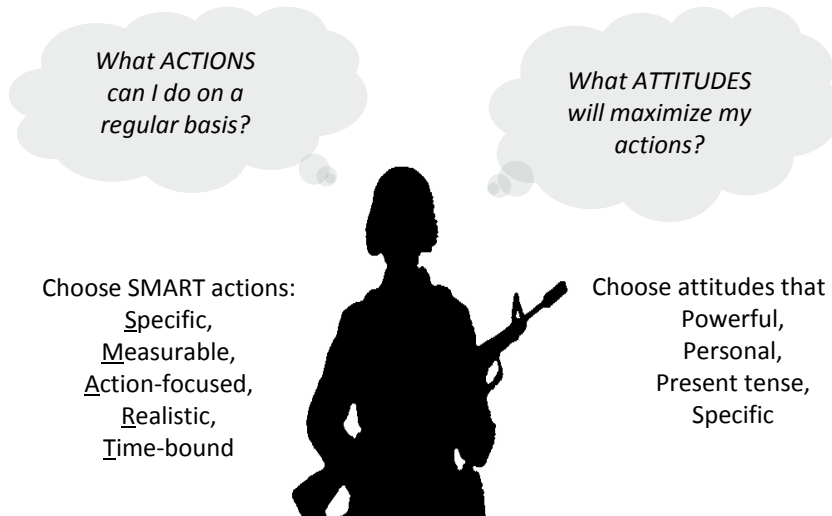 What ACTIONS
can I do on a
regular basis?
What ATTITUDES
will maximize my
actions?
Choose SMART actions:
Specific,
Measurable,
Action-focused,
Realistic,
Time-bound
Choose attitudes that
Powerful,
Personal,
Present tense,
Specific